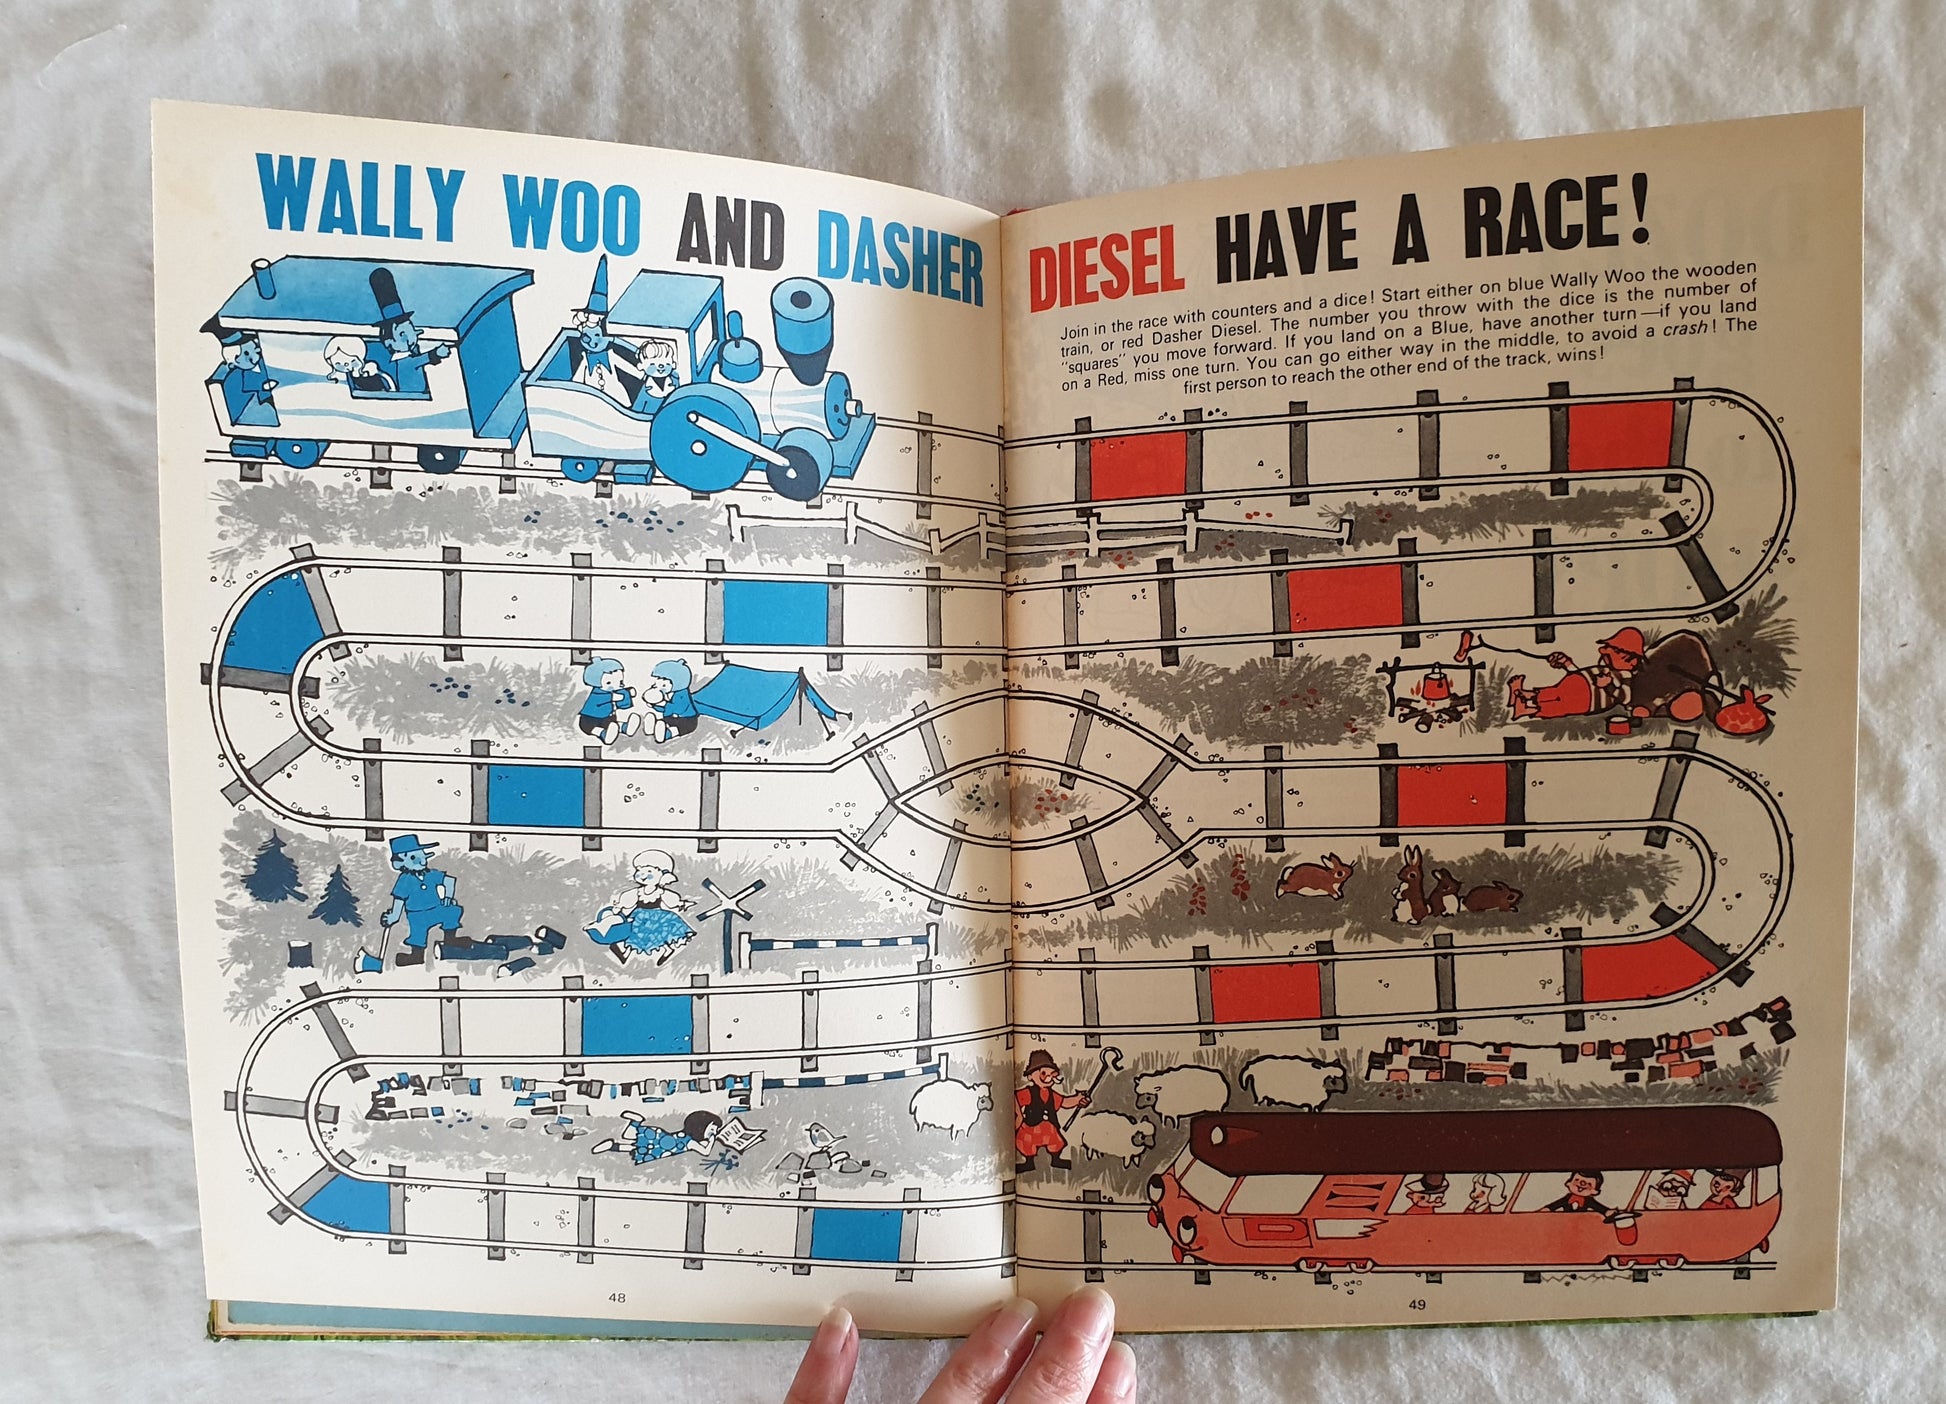 WALLY WOO AND DASHER DIESEL HAVE A RACE!
Join in the race with counters and a dice! Start either on blue Wally Woo the wooden
train, or red Dasher Diesel. The number you throw with the dice is the number of
"squares" you move forward. If you land on a Blue, have another turn—if you land
on a Red, miss one turn. You can go either way in the middle, to avoid a crash! The
first person to reach the other end of the track, wins!
D
48
49